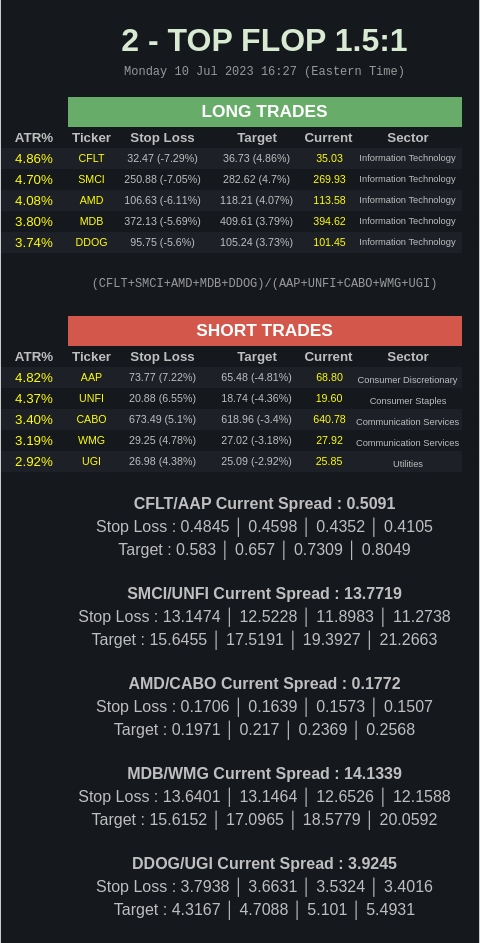 2 - TOP FLOP 1.5:1
Monday 10 Jul 2023 16:27 (Eastern Time)
LONG TRADES
ATR% Ticker Stop Loss Target Current Sector
4.86% CFLT 32.47 (-7.29%) 36.73 (4.86%) 35.03 Information Technology
4.70% SMCI 250.88 (-7.05%) 282.62 (4.7%) 269.93 Information Technology
4.08% AMD 106.63 (-6.11%) 118.21 (4.07%) 113.58 Information Technology
3.80% MDB 372.13 (-5.69%) 409.61 (3.79%) 394.62 Information Technology
3.74% DDOG 95.75 (-5.6%) 105.24 (3.73%) 101.45 Information Technology
(CFLT+SMCI+AMD+MDB+DDOG)/(AAP+UNFI+CABO+WMG+UGI)
SHORT TRADES
ATR% Ticker Stop Loss Target Current Sector
4.82% AAP 73.77 (7.22%) 65.48 (-4.81%) 68.80 Consumer Discretionary
4.37% UNFI 20.88 (6.55%) 18.74 (-4.36%) 19.60 Consumer Staples
3.40% CABO 673.49 (5.1%) 618.96 (-3.4%) 640.78 Communication Services
3.19% WMG 29.25 (4.78%) 27.02 (-3.18%) 27.92 Communication Services
2.92% UGI 26.98 (4.38%) 25.09 (-2.92%) 25.85 Utilities
CFLT/AAP Current Spread : 0.5091
Stop Loss : 0.4845 │ 0.4598 │ 0.4352 │ 0.4105
Target : 0.583 │ 0.657 │ 0.7309 │ 0.8049
SMCI/UNFI Current Spread : 13.7719
Stop Loss : 13.1474 │ 12.5228 │ 11.8983 │ 11.2738
Target : 15.6455 │ 17.5191 │ 19.3927 │ 21.2663
AMD/CABO Current Spread : 0.1772
Stop Loss : 0.1706 │ 0.1639 │ 0.1573 │ 0.1507
Target : 0.1971 │ 0.217 │ 0.2369 │ 0.2568
MDB/WMG Current Spread : 14.1339
Stop Loss : 13.6401 │ 13.1464 │ 12.6526 │ 12.1588
Target : 15.6152 │ 17.0965 │ 18.5779 │ 20.0592
DDOG/UGI Current Spread : 3.9245
Stop Loss : 3.7938 │ 3.6631 │ 3.5324 │ 3.4016
Target : 4.3167 │ 4.7088 │ 5.101 │ 5.4931